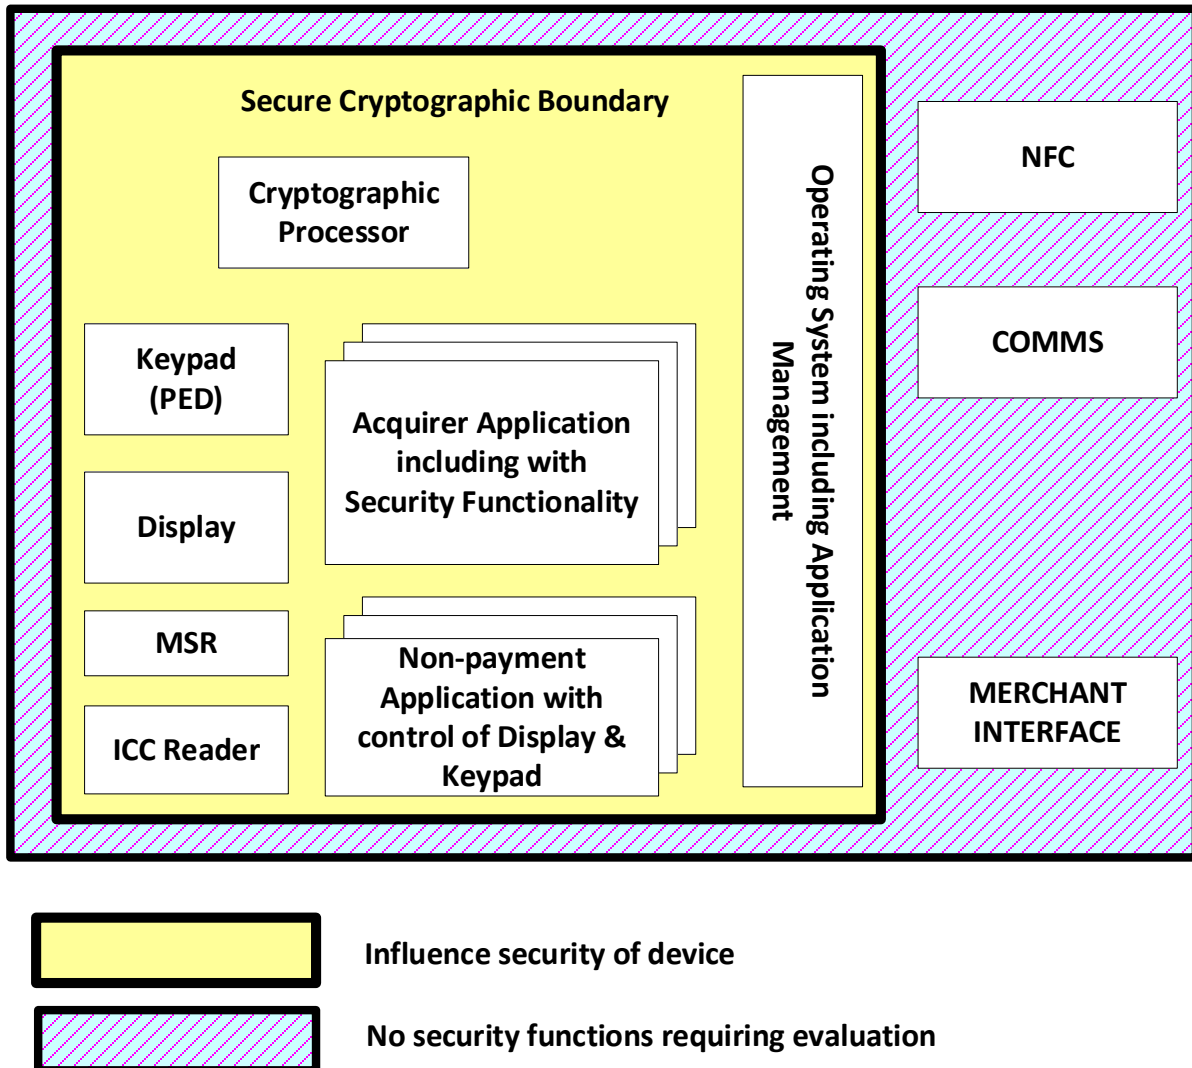 Secure Cryptographic Boundary
Cryptographic
Processor
Keypad
(PED)
Display
MSR
ICC Reader
Acquirer Application
including with
Security Functionality
Non-payment
Application with
control of Display &
Keypad
Operating System including Application
Management
NFC
COMMS
MERCHANT
INTERFACE
Influence security of device
No security functions requiring evaluation